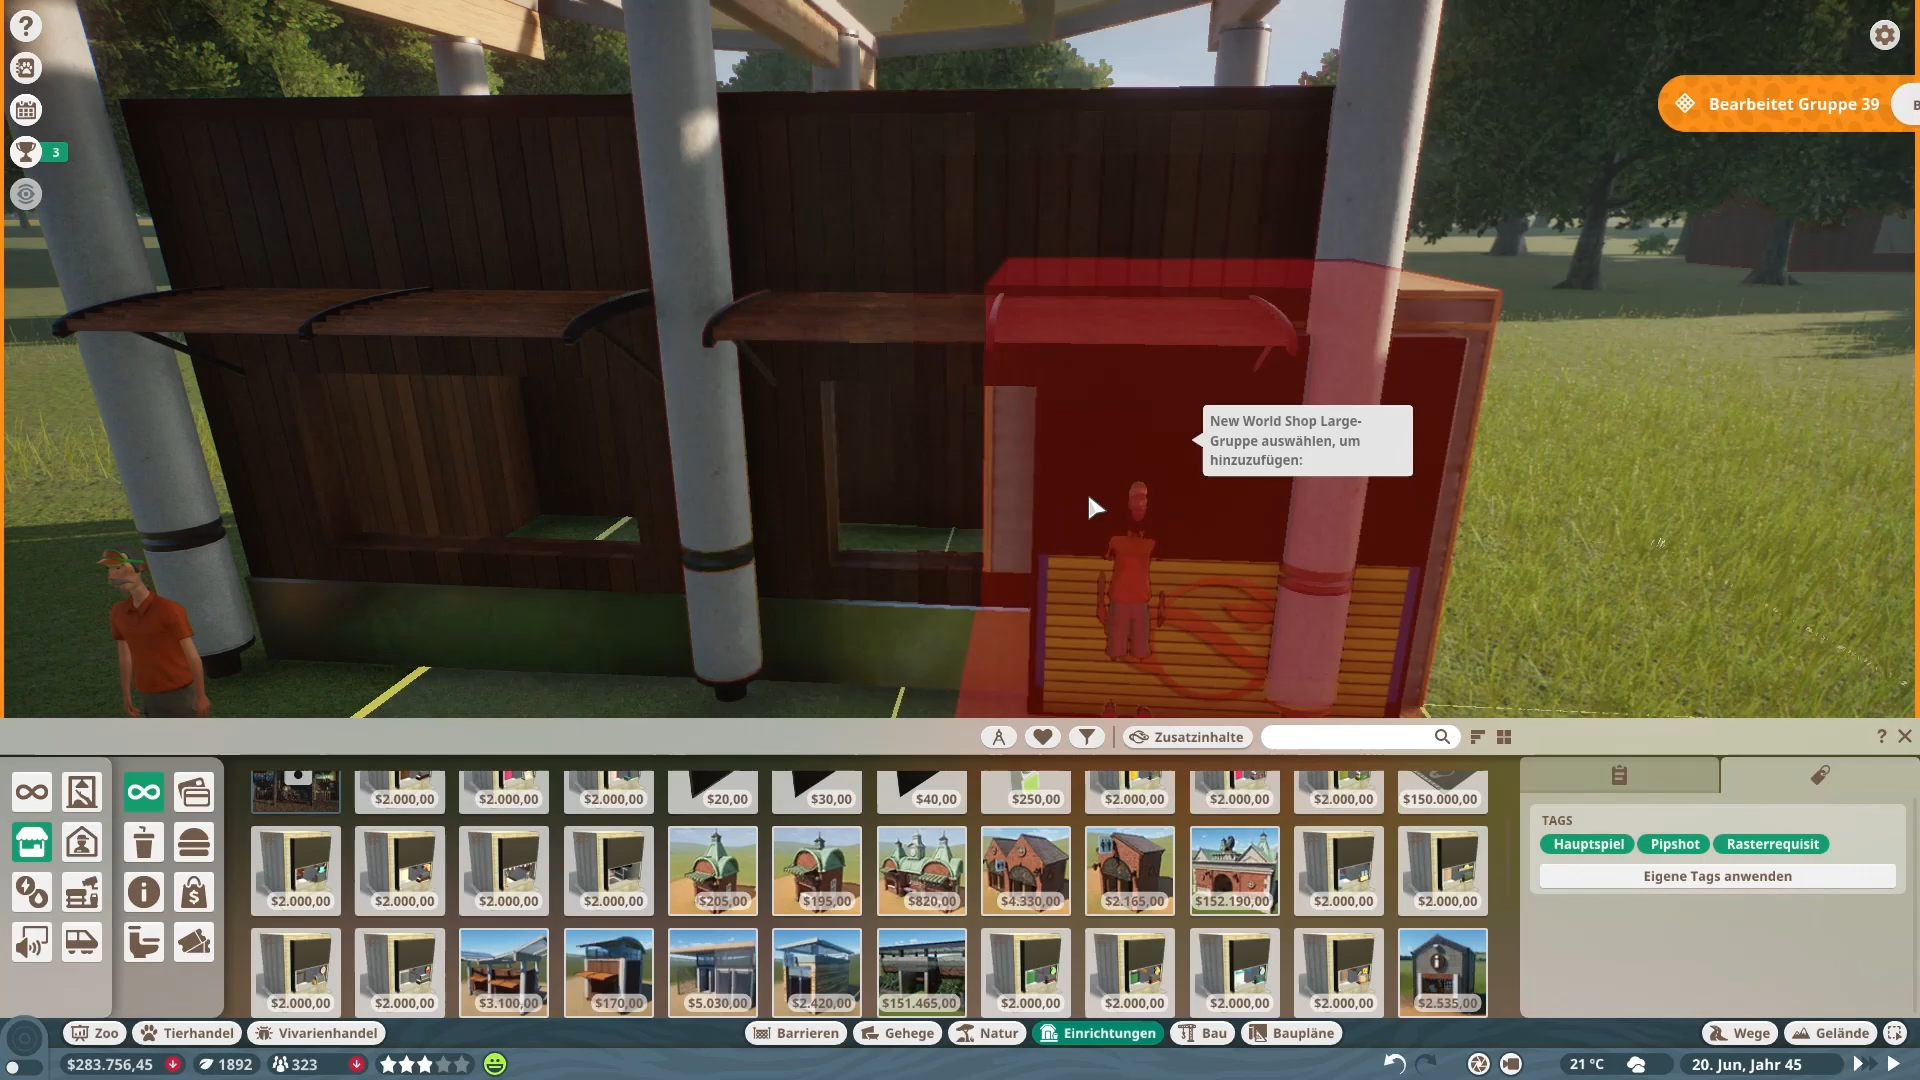 Bearbeitet Gruppe 39
B
3
New World Shop Large-
Gruppe auswählen, um
hinzuzufügen:
Zusatzinhalte
?
$2.000,00 $2.000,00 $2.000,00 $20,00 $30,00 $40,00 $250,00 $2.000,00 $2.000,00 $2.000,00 $150.000,00
$2.000,00 $2.000,00 $2.000,00 $2.000,00 $205,00 $195,00 $820,00 $4.330,00 $2.165,00 $152.190,00 $2.000,00 $2.000,00
$2.000,00 $2.000,00 $3.100,00 $170,00 $5.030,00 $2.420,00 $151.465,00 $2.000,00 $2.000,00 $2.000,00 $2.000,00 $2.535,00
TAGS
Hauptspiel Pipshot Rasterrequisit
Eigene Tags anwenden
Zoo Tierhandel Vivarienhandel Barrieren Gehege Natur Einrichtungen Bau Baupläne Wege Gelände
$283.756,45 1892 323 21 °C 20. Jun, Jahr 45